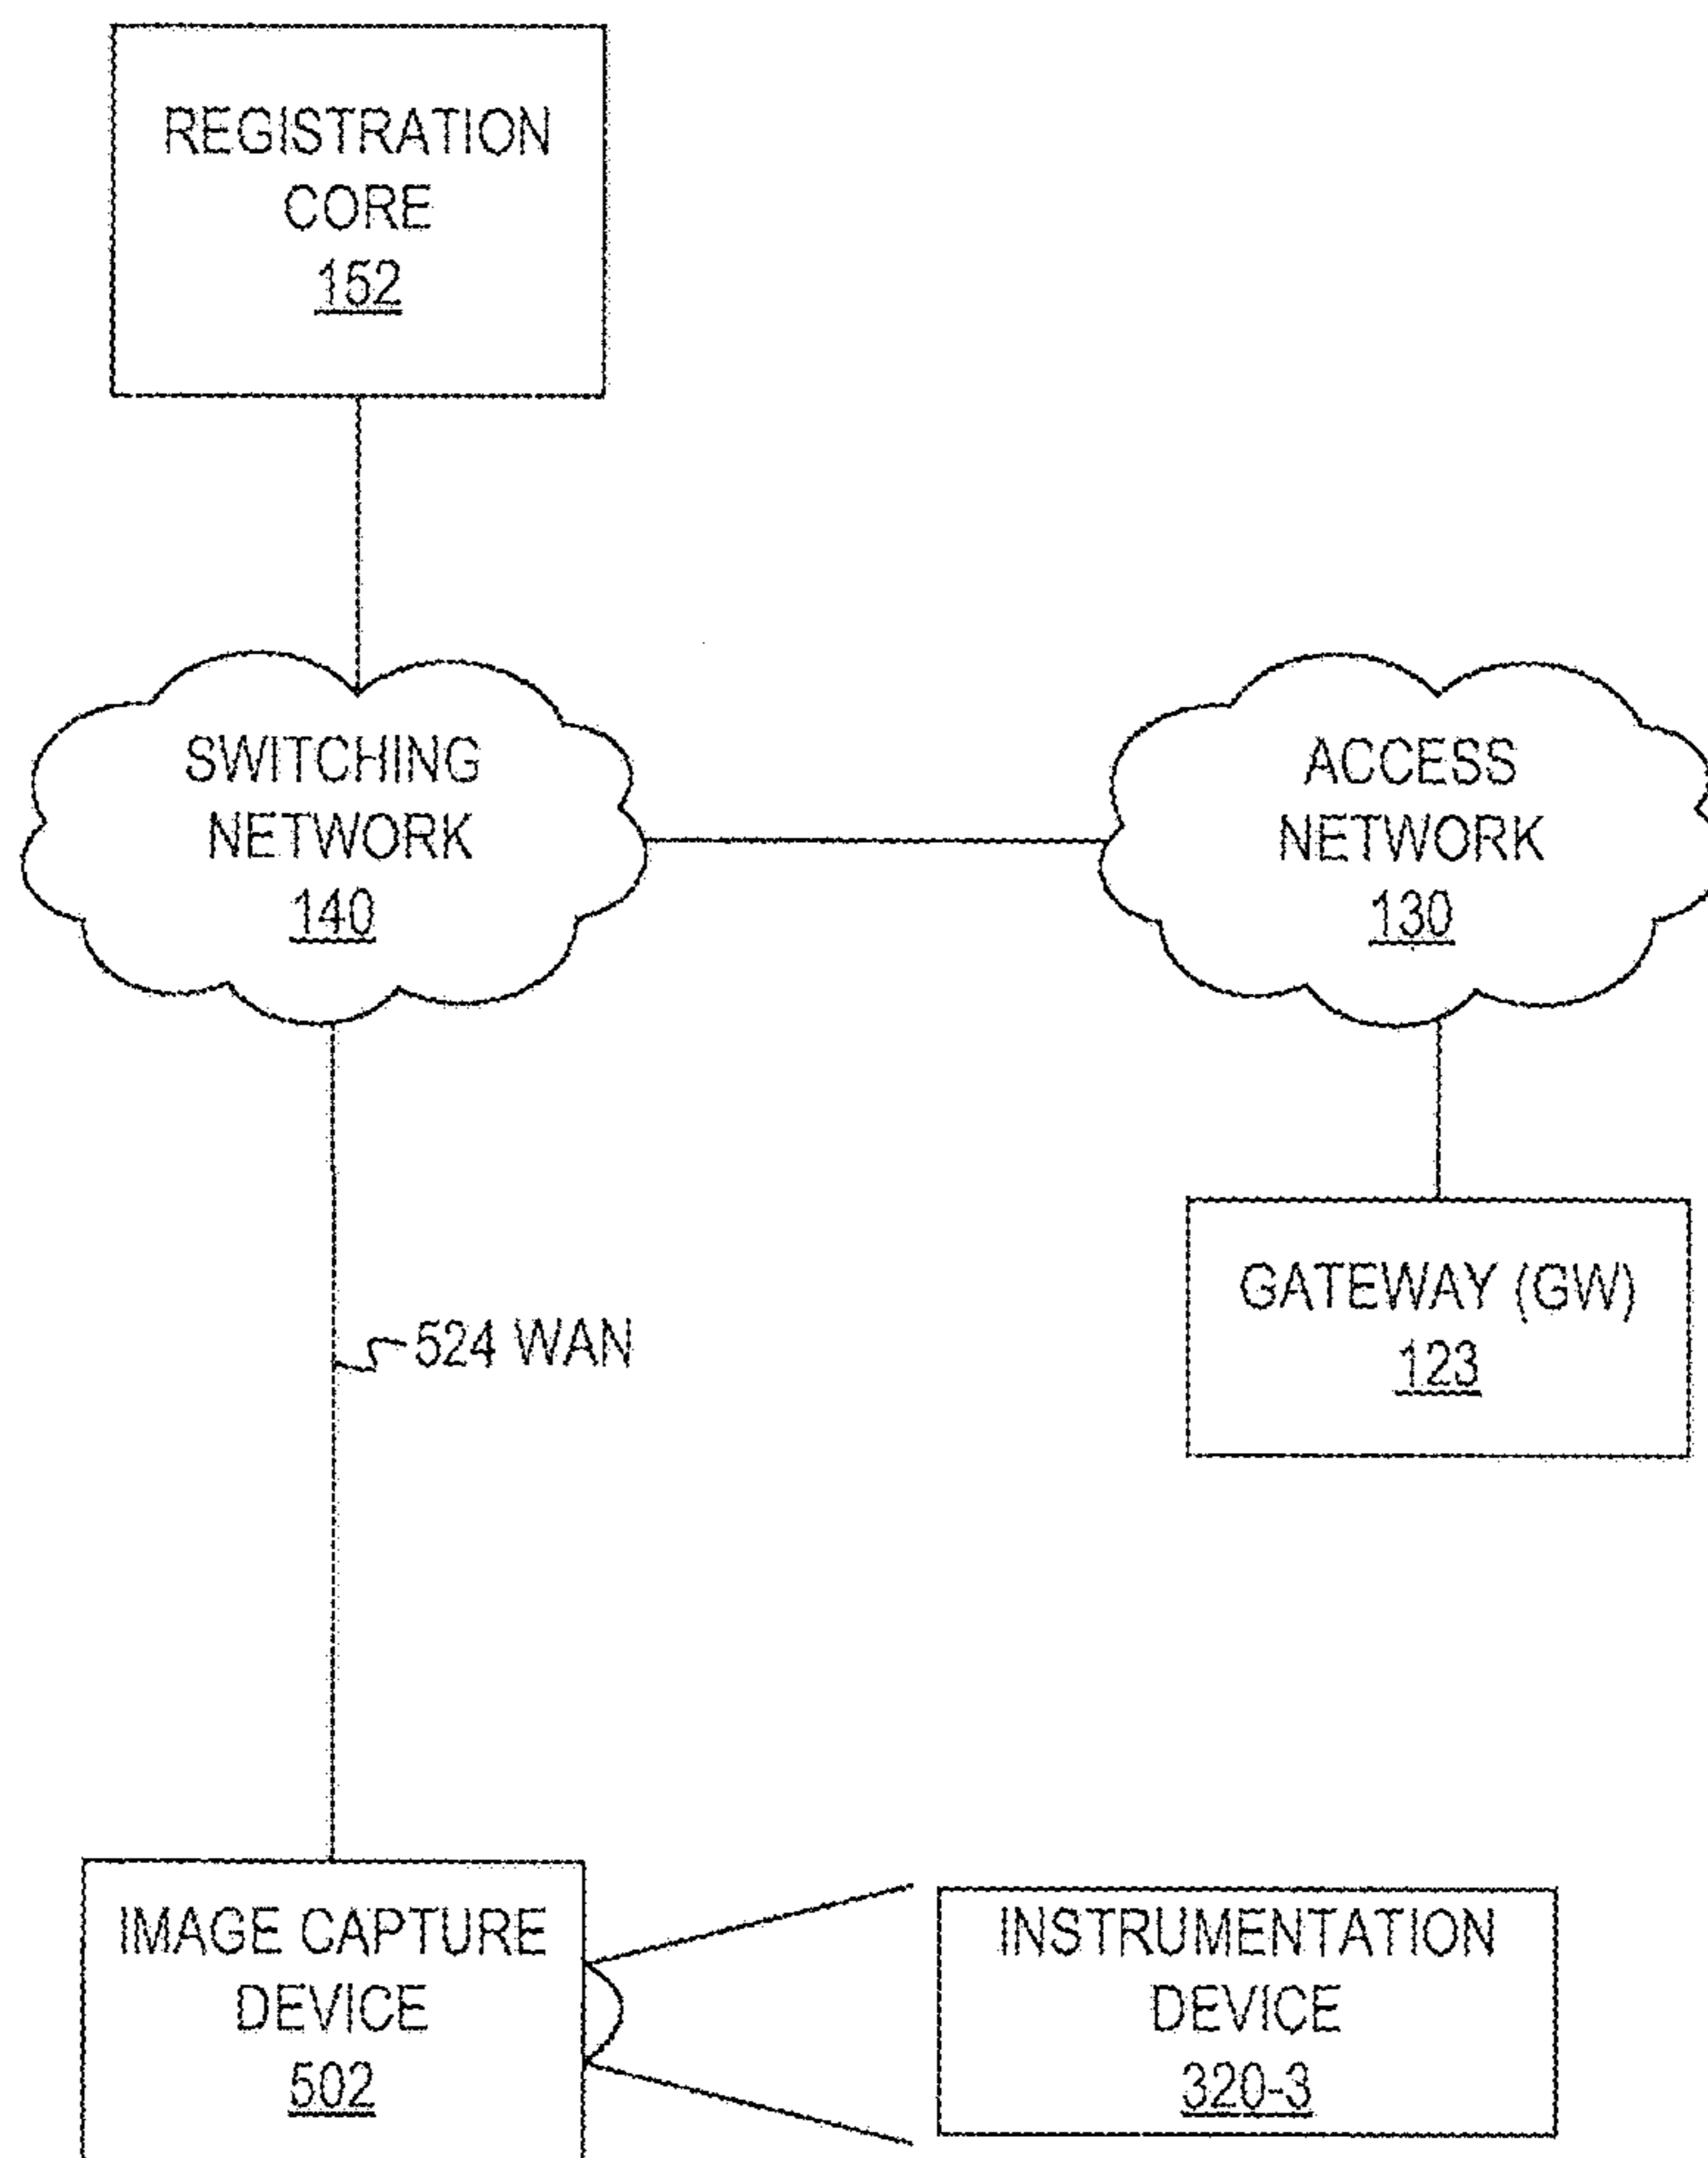 REGISTRATION
CORE
152
SWITCHING
NETWORK
140
ACCESS
NETWORK
130
GATEWAY (GW)
123
524 WAN
IMAGE CAPTURE
DEVICE
502
INSTRUMENTATION
DEVICE
320-3